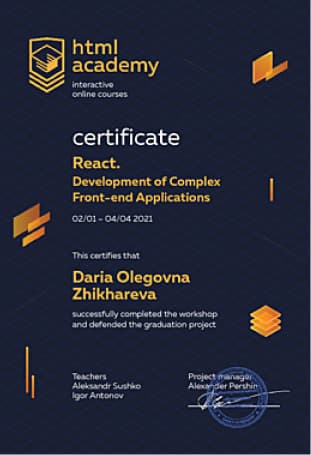 html
academy
interactive
online courses
certificate
React.
Development of Complex
Front-end Applications
02/01 – 04/04 2021
This certifies that
Daria Olegovna
Zhikhareva
successfully completed the workshop
and defended the graduation project
Teachers
Aleksandr Sushko
Igor Antonov
Project manager
Alexander Pershin